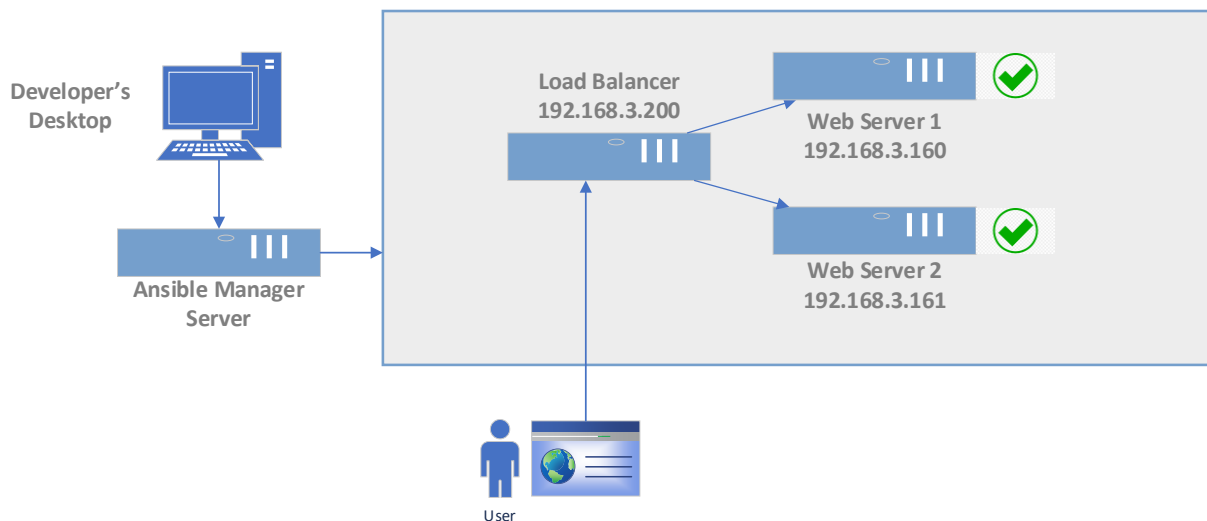 Developer's
Desktop
Ansible Manager
Server
Load Balancer
192.168.3.200
Web Server 1
192.168.3.160
Web Server 2
192.168.3.161
User